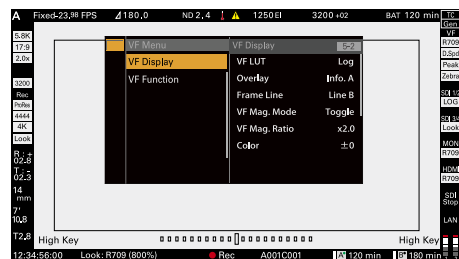 A Fixed-23.98 FPS ⊿180.0 ND 2.4 1250EI 3200 +02 BAT 120 min TC
Gen
5.8K
17:9
2.0x
3200
Rec
ProRes
4444
4K
Look
R : +
02.8
T : -
02.3
14
mm
7'
10.8
T2.8
VF Menu
VF Display
VF Function
VF Display 5-2
VF LUT Log
Overlay Info. A
Frame Line Line B
VF Mag. Mode Toggle
VF Mag. Ratio x2.0
Color ±0
VF
R709
D.Spd
Peak
Zebra
SDI 1/2
LOG
SDI 3/4
Look
MON
R709
HDMI
R709
SDI
Stop
LAN
High Key High Key
12:34:56:00 Look: R709 (800%) Rec A001C001 A 120 min B 180 min